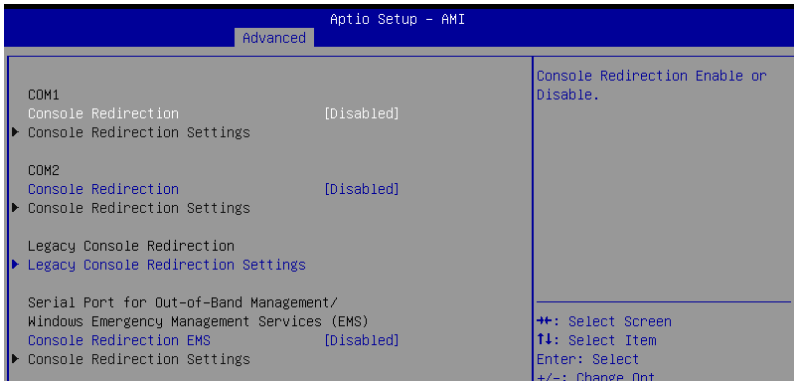 Aptio Setup – AMI
Advanced
COM1
Console Redirection [Disabled]
Console Redirection Settings
COM2
Console Redirection [Disabled]
Console Redirection Settings
Legacy Console Redirection
Legacy Console Redirection Settings
Serial Port for Out-of-Band Management/
Windows Emergency Management Services (EMS)
Console Redirection EMS [Disabled]
Console Redirection Settings
Console Redirection Enable or
Disable.
→←: Select Screen
↑↓: Select Item
Enter: Select
+/-: Change Opt